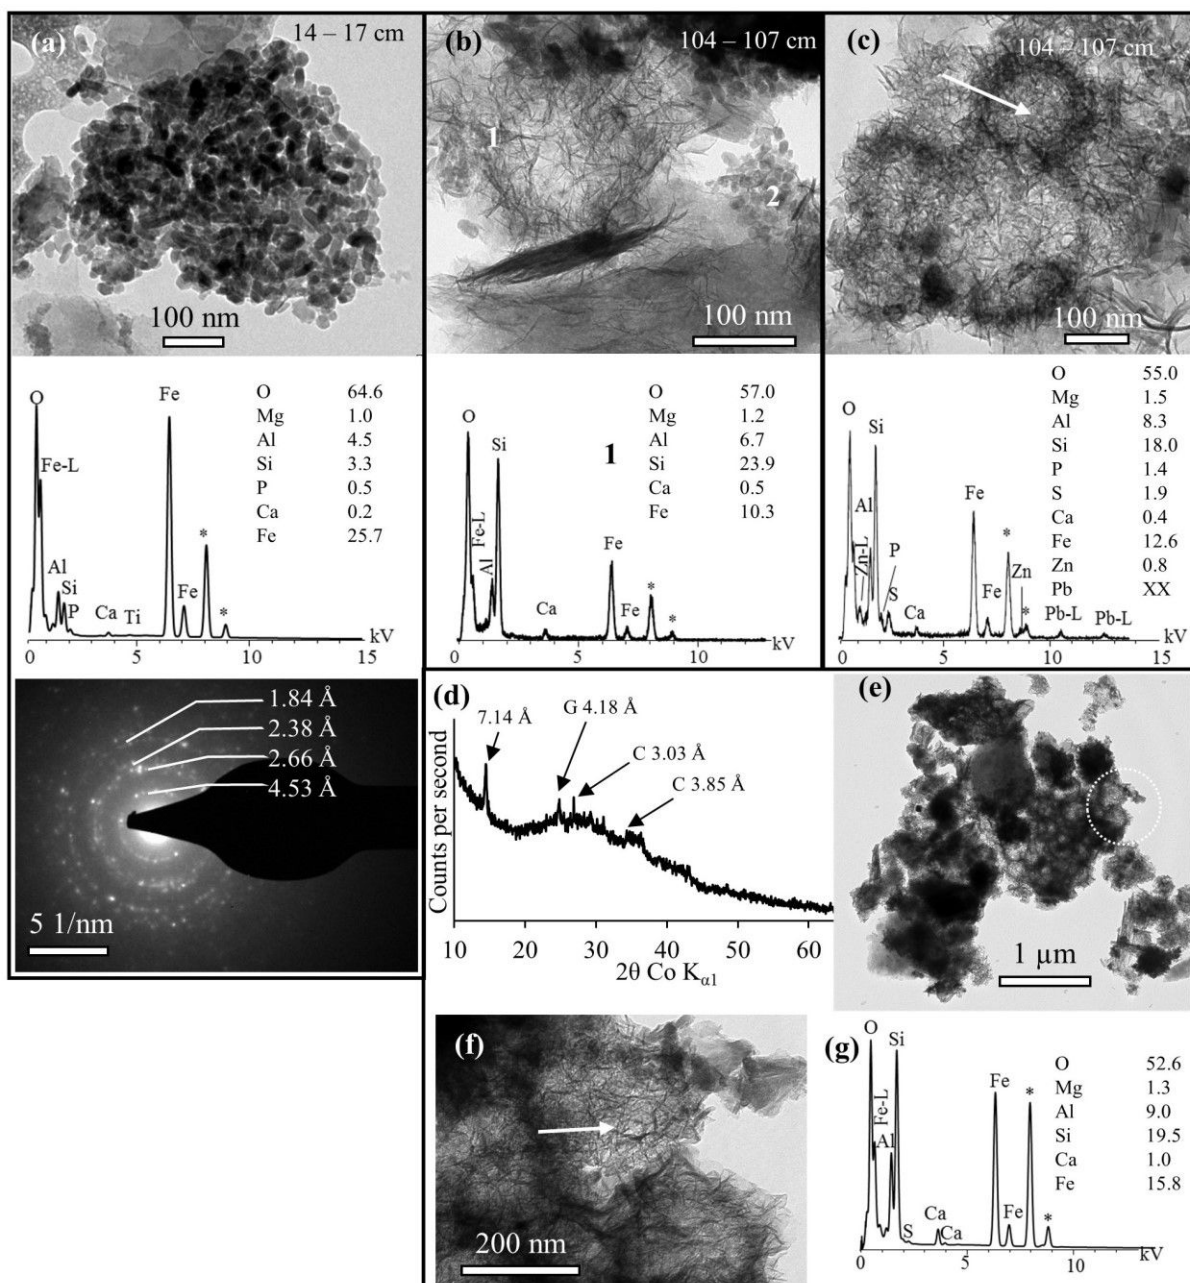 (a)
14 – 17 cm
100 nm
(b)
104 – 107 cm
1
2
100 nm
(c)
104 – 107 cm
100 nm
O
Fe-L
Al
Si
P
Ca
Ti
Fe
Fe
*
*
O 64.6
Mg 1.0
Al 4.5
Si 3.3
P 0.5
Ca 0.2
Fe 25.7
0 5 10 15
kV
O
Al
Fe-L
Si
Ca
Fe
Fe
*
*
1
O 57.0
Mg 1.2
Al 6.7
Si 23.9
Ca 0.5
Fe 10.3
0 5 10
kV
O
Zn-L
Al
Si
P
S
Ca
Fe
Fe
*
Zn
*
Pb-L
Pb-L
O 55.0
Mg 1.5
Al 8.3
Si 18.0
P 1.4
S 1.9
Ca 0.4
Fe 12.6
Zn 0.8
Pb XX
0 5 10 15
kV
1.84 Å
2.38 Å
2.66 Å
4.53 Å
5 1/nm
(d)
7.14 Å
G 4.18 Å
C 3.03 Å
C 3.85 Å
Counts per second
10 20 30 40 50 60
2θ Co Kα1
(e)
1 µm
(f)
200 nm
(g)
O
Fe-L
Al
Si
S
Ca
Ca
Fe
Fe
*
*
O 52.6
Mg 1.3
Al 9.0
Si 19.5
Ca 1.0
Fe 15.8
0 5 10
kV